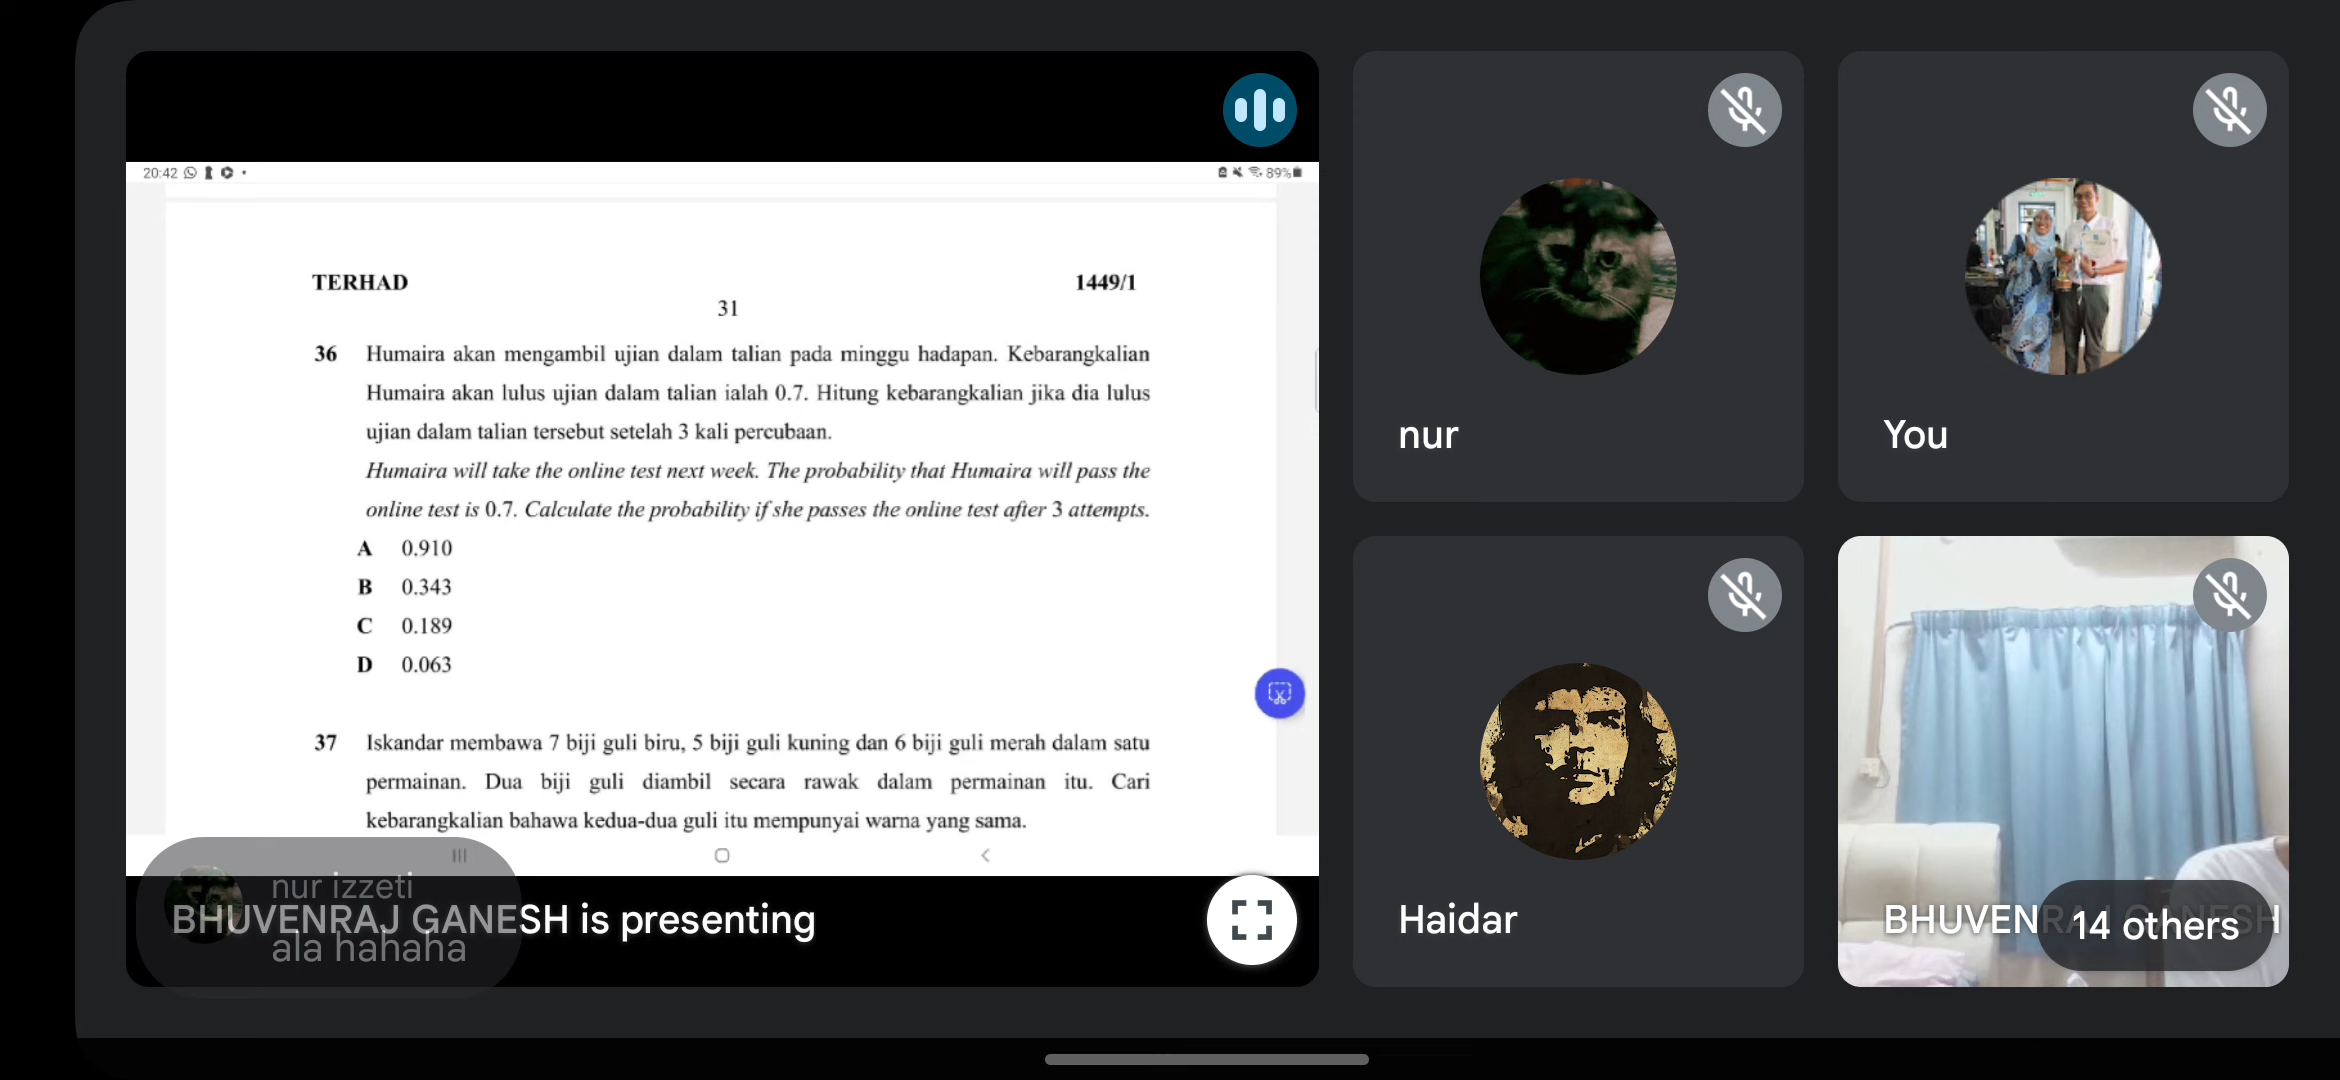 20:42
89%
TERHAD 1449/1
31
36 Humaira akan mengambil ujian dalam talian pada minggu hadapan. Kebarangkalian
Humaira akan lulus ujian dalam talian ialah 0.7. Hitung kebarangkalian jika dia lulus
ujian dalam talian tersebut setelah 3 kali percubaan.
Humaira will take the online test next week. The probability that Humaira will pass the
online test is 0.7. Calculate the probability if she passes the online test after 3 attempts.
A 0.910
B 0.343
C 0.189
D 0.063
37 Iskandar membawa 7 biji guli biru, 5 biji guli kuning dan 6 biji guli merah dalam satu
permainan. Dua biji guli diambil secara rawak dalam permainan itu. Cari
kebarangkalian bahawa kedua-dua guli itu mempunyai warna yang sama.
nur izzeti
ala hahaha
BHUVENRAJ GANESH is presenting
nur
You
Haidar
BHUVENRAJ GANESH
14 others